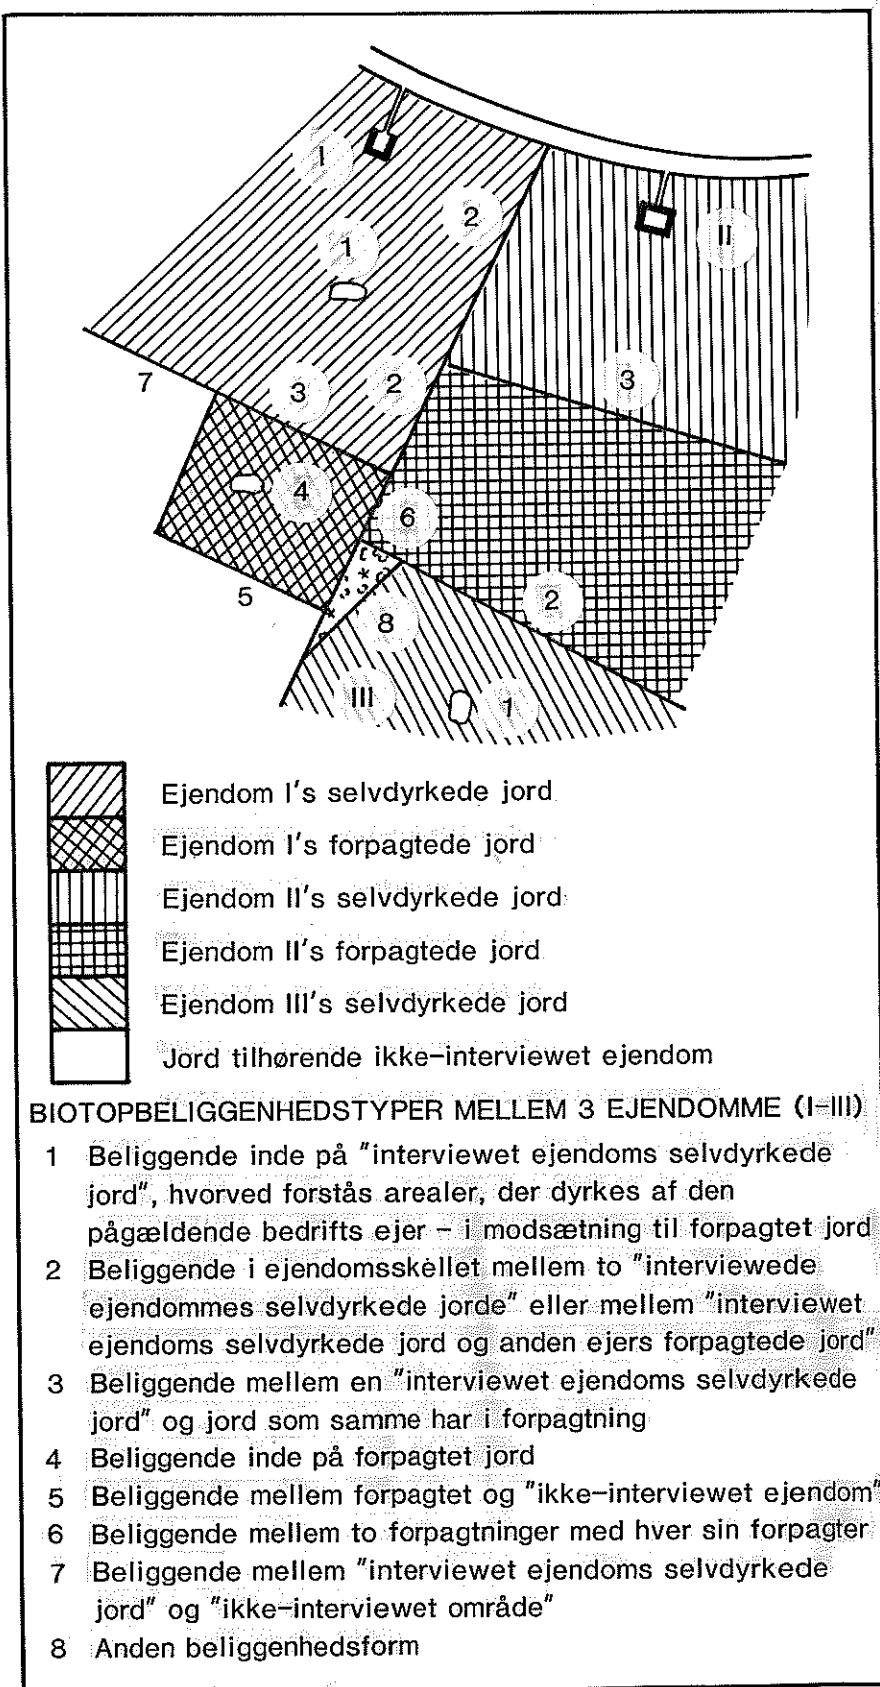 I
2
II
1
7
3
2
3
4
6
5
2
8
III
1
Ejendom I's selvdyrkede jord
Ejendom I's forpagtede jord
Ejendom II's selvdyrkede jord
Ejendom II's forpagtede jord
Ejendom III's selvdyrkede jord
Jord tilhørende ikke-interviewet ejendom
BIOTOPBELIGGENHEDSTYPER MELLEM 3 EJENDOMME (I-III)
1 Beliggende inde på "interviewet ejendoms selvdyrkede
jord", hvorved forstås arealer, der dyrkes af den
pågældende bedrifts ejer - i modsætning til forpagtet jord
2 Beliggende i ejendomsskellet mellem to "interviewede
ejendommes selvdyrkede jorde" eller mellem "interviewet
ejendoms selvdyrkede jord og anden ejers forpagtede jord"
3 Beliggende mellem en "interviewet ejendoms selvdyrkede
jord" og jord som samme har i forpagtning
4 Beliggende inde på forpagtet jord
5 Beliggende mellem forpagtet og "ikke-interviewet ejendom"
6 Beliggende mellem to forpagtninger med hver sin forpagter
7 Beliggende mellem "interviewet ejendoms selvdyrkede
jord" og "ikke-interviewet område"
8 Anden beliggenhedsform